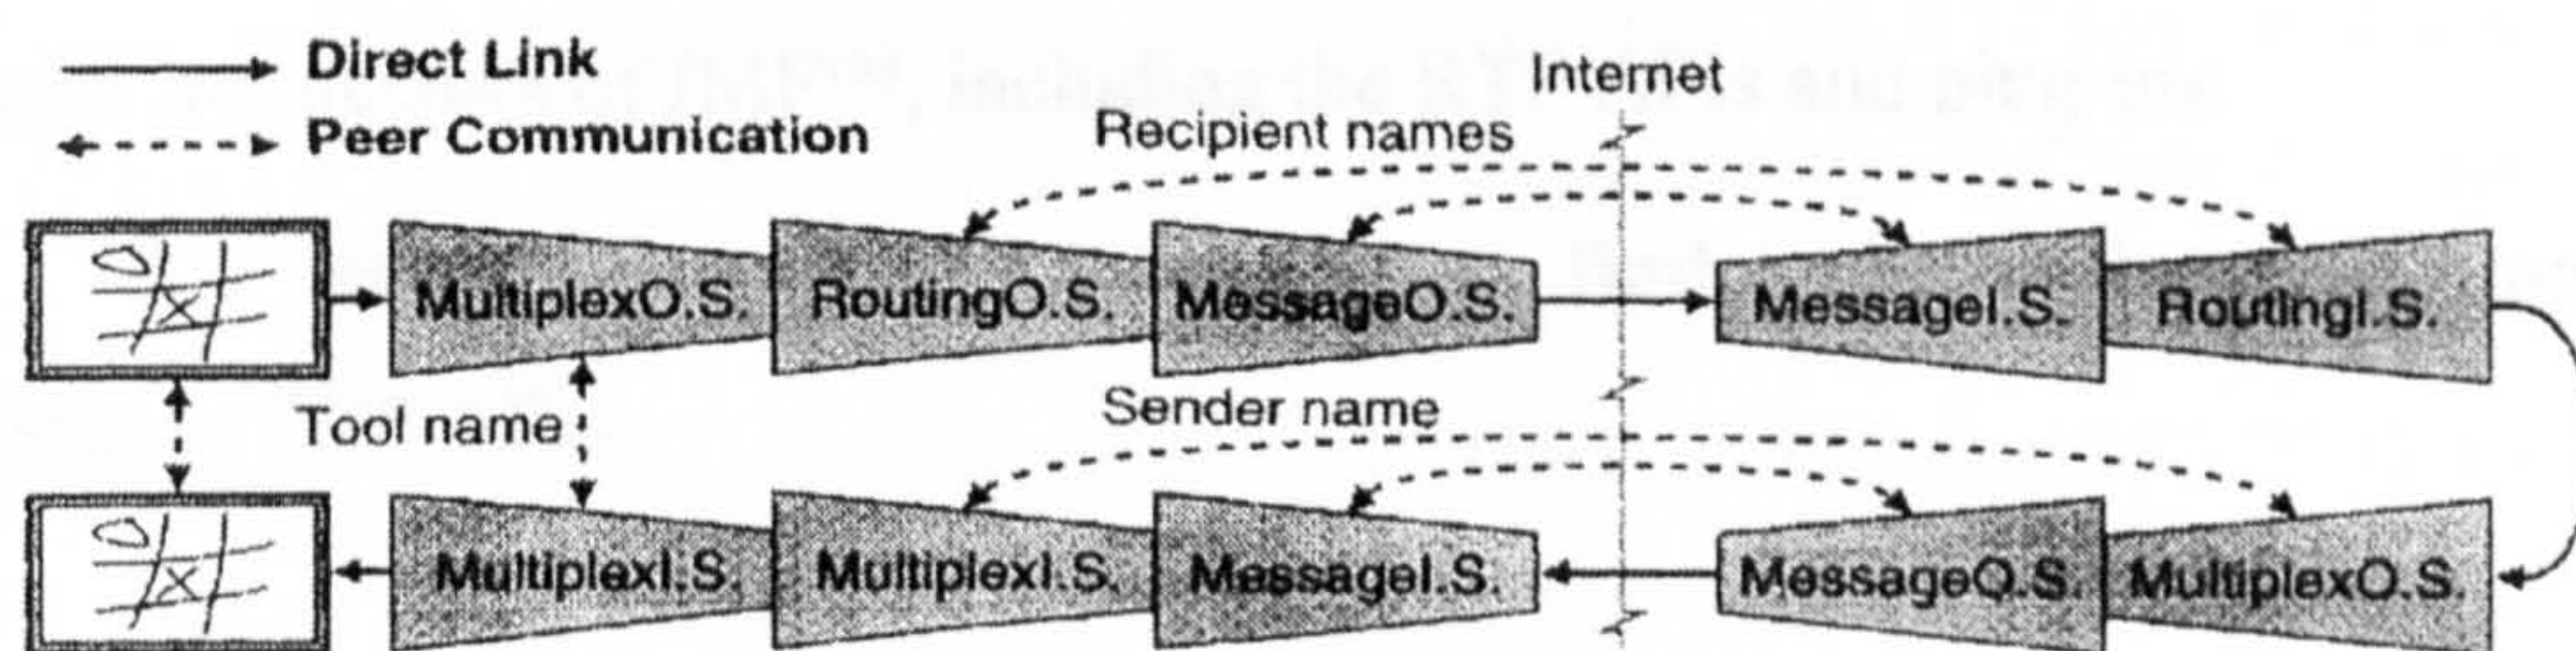 Direct Link
Internet
Peer Communication
Recipient names
MultiplexO.S. RoutingO.S. MessageO.S. MessageI.S. RoutingI.S.
Tool name
Sender name
MultiplexI.S. MultiplexI.S. MessageI.S. MessageO.S. MultiplexO.S.